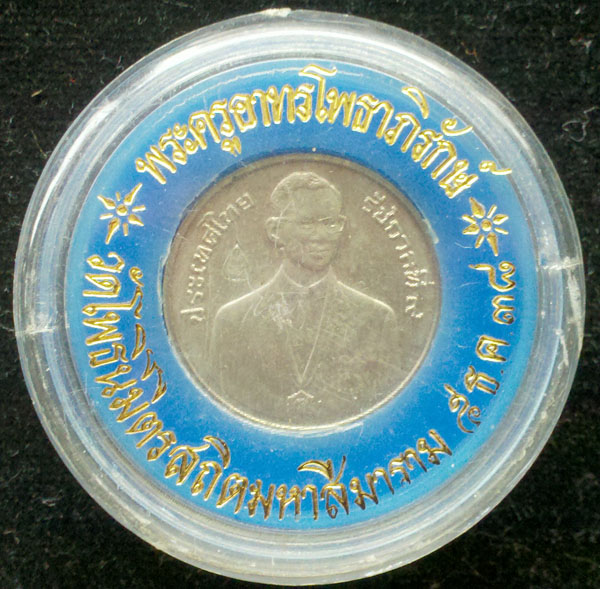 พระครูอาทรโพธาภิรักษ์
วัดโพธินิมิตรสถิตมหาสีมาราม ๙ ธ.ค ๓๘
ประเทศไทย
รัชกาลที่ ๙